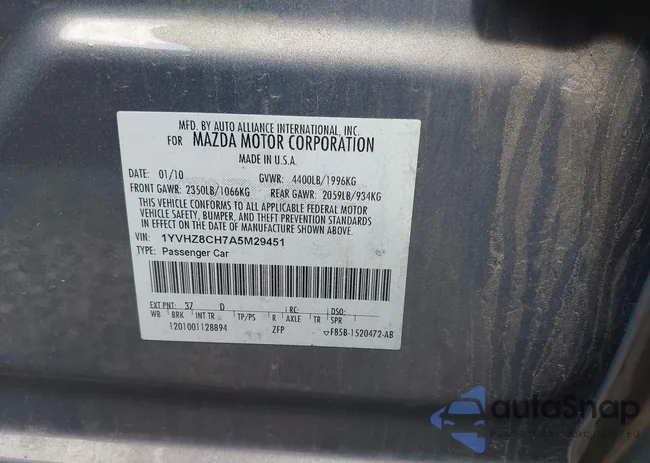 MFD. BY AUTO ALLIANCE INTERNATIONAL, INC.
FOR MAZDA MOTOR CORPORATION
MADE IN U.S.A.
DATE: 01/10 GVWR: 4400LB/1996KG
FRONT GAWR: 2350LB/1066KG REAR GAWR: 2059LB/934KG
THIS VEHICLE CONFORMS TO ALL APPLICABLE FEDERAL MOTOR
VEHICLE SAFETY, BUMPER, AND THEFT PREVENTION STANDARDS
IN EFFECT ON THE DATE OF MANUFACTURE SHOWN ABOVE.
VIN: 1YVHZ8CH7A5M29451
TYPE: Passenger Car
EXT PNT: 37 D RC: DSO:
WB BRK INT TR TP/PS R AXLE TR SPR
1201001128894 ZFP F85B-1520472-AB
autoSnap